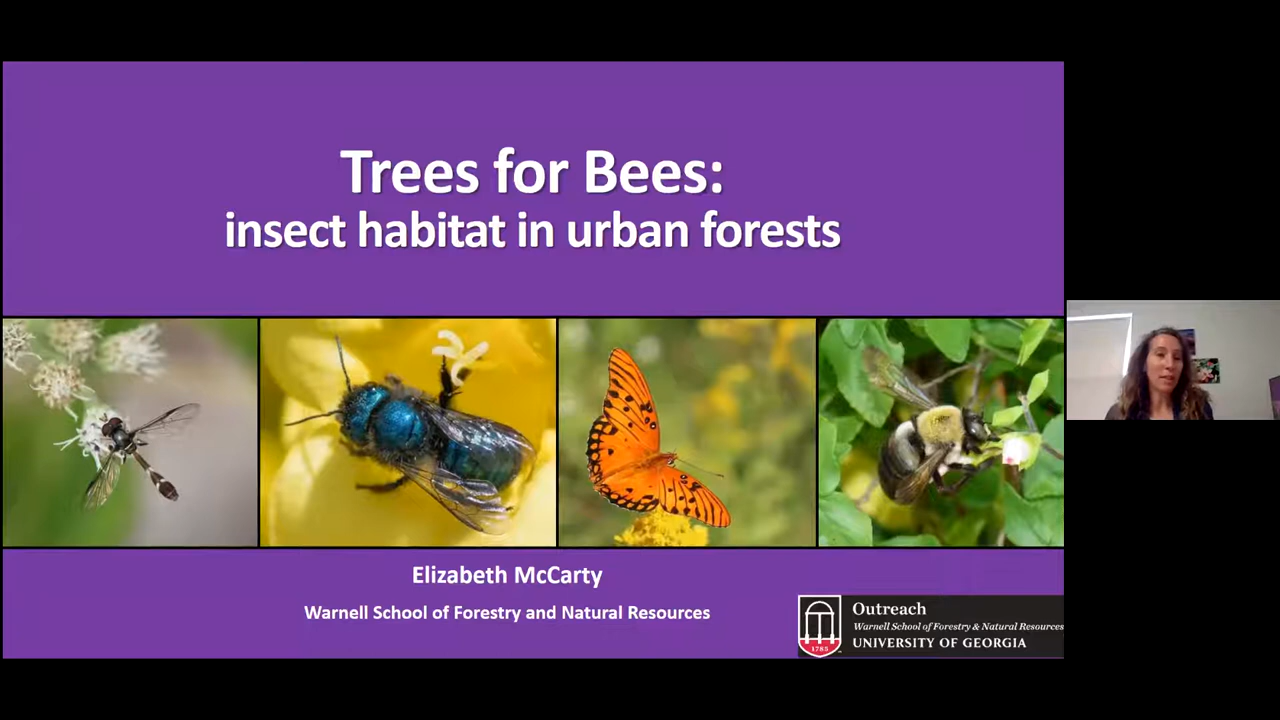 Trees for Bees:
insect habitat in urban forests
Elizabeth McCarty
Warnell School of Forestry and Natural Resources
Outreach
Warnell School of Forestry & Natural Resources
UNIVERSITY OF GEORGIA
1785